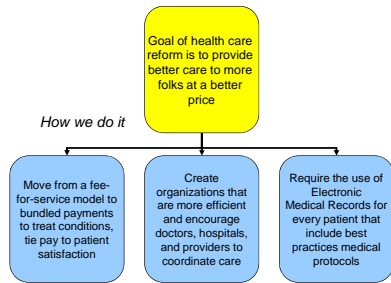 Goal of health care
reform is to provide
better care to more
folks at a better
price
How we do it
Move from a fee-
for-service model to
bundled payments
to treat conditions,
tie pay to patient
satisfaction
Create
organizations that
are more efficient
and encourage
doctors, hospitals,
and providers to
coordinate care
Require the use of
Electronic
Medical Records for
every patient that
include best
practices medical
protocols